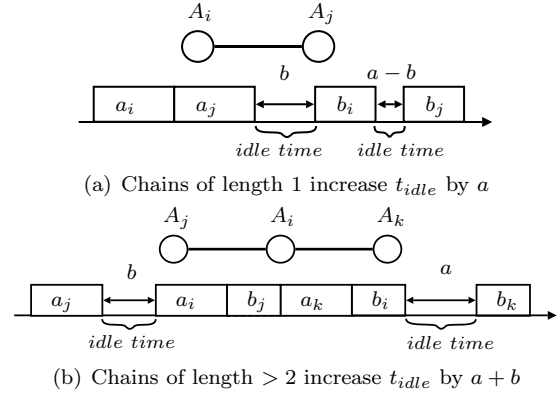 A_i A_j
b a − b
a_i a_j b_i b_j
idle time idle time
(a) Chains of length 1 increase t_idle by a
A_j A_i A_k
b a
a_j a_i b_j a_k b_i b_k
idle time idle time
(b) Chains of length > 2 increase t_idle by a + b